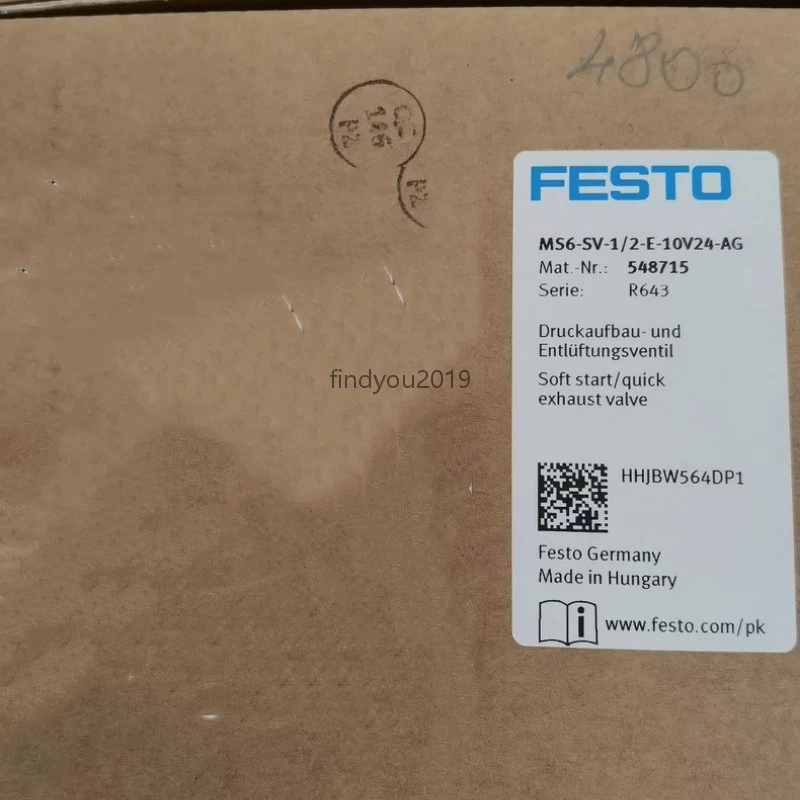 4800
QS
146
PZ
PZ
FESTO
MS6-SV-1/2-E-10V24-AG
Mat.-Nr.: 548715
Serie: R643
Druckaufbau- und
Entlüftungsventil
Soft start/quick
exhaust valve
findyou2019
HHJBW564DP1
Festo Germany
Made in Hungary
i www.festo.com/pk